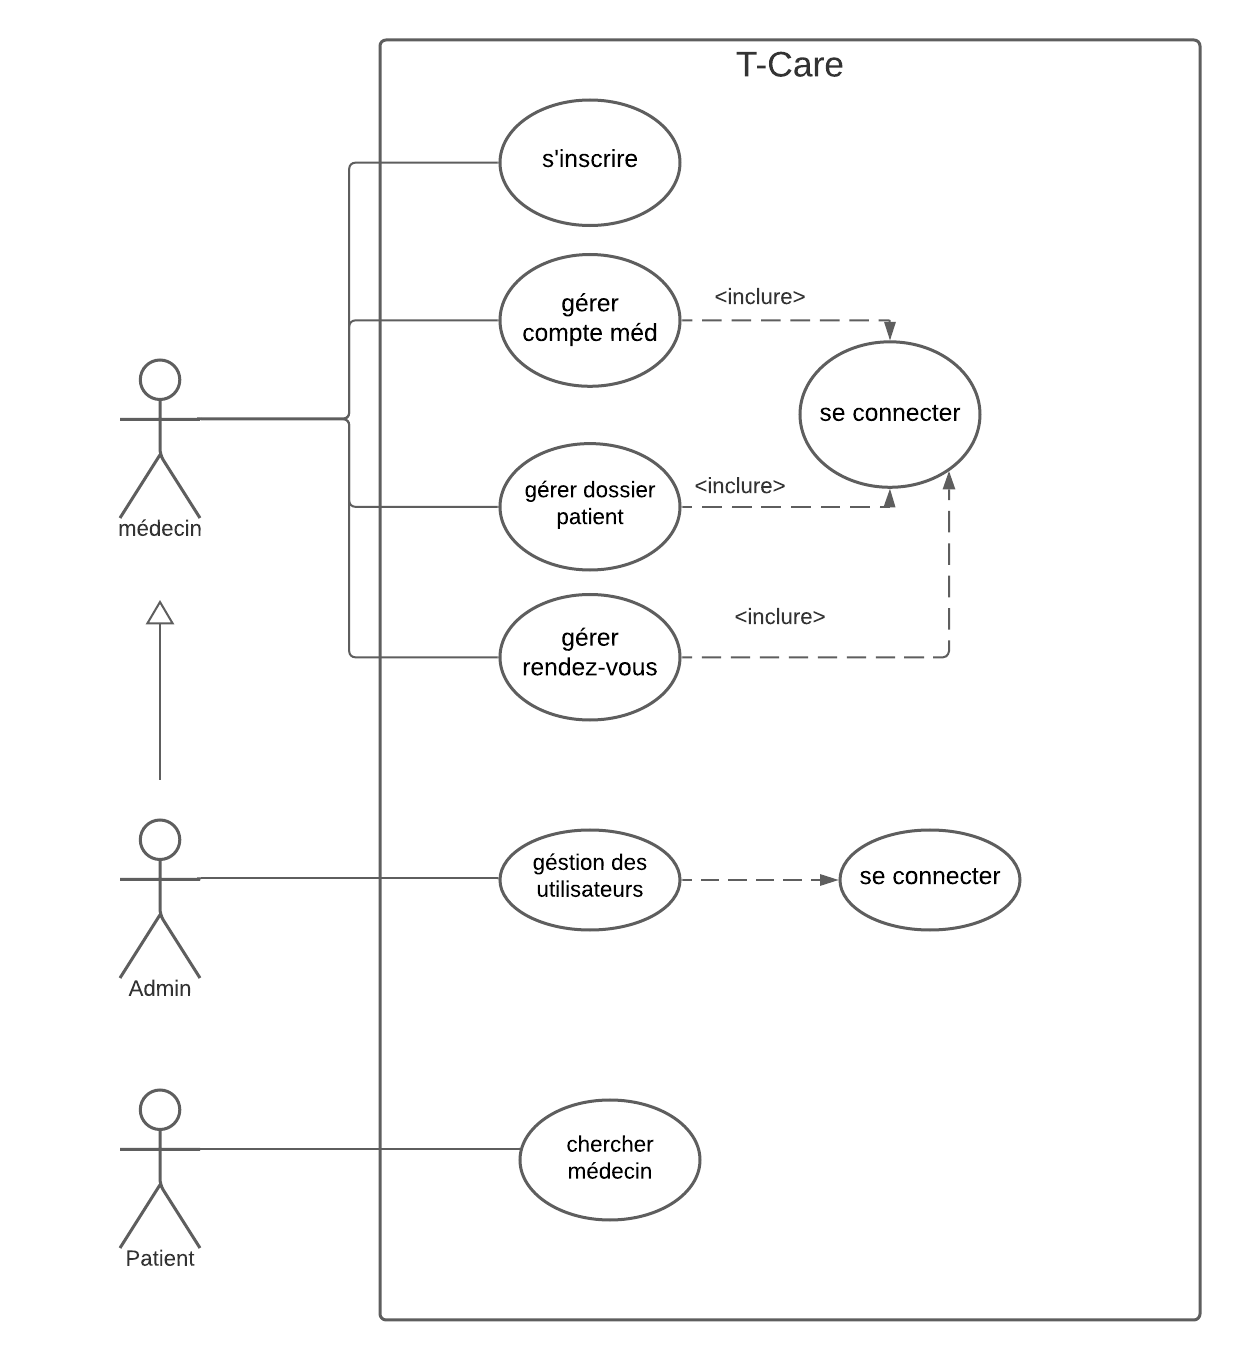 T-Care
s'inscrire
gérer
compte méd
<inclure>
se connecter
gérer dossier
patient
<inclure>
médecin
gérer
rendez-vous
<inclure>
géstion des
utilisateurs
se connecter
Admin
chercher
médecin
Patient